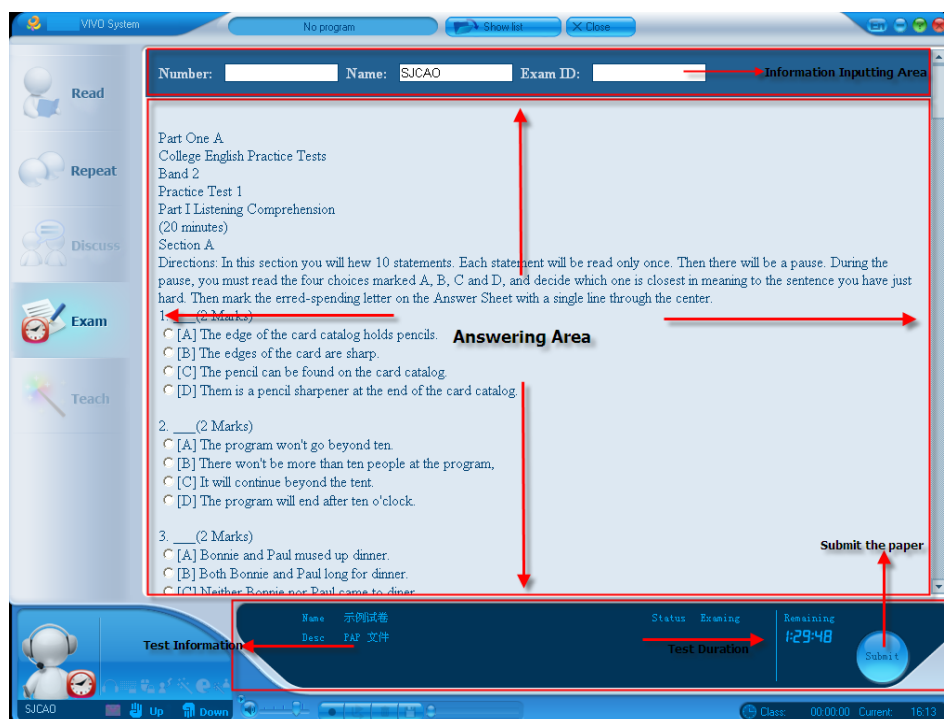 VIVO System
No program
Show list
Close
EN
Number:
Name: SJCAO
Exam ID:
Information Inputting Area
Read
Repeat
Discuss
Exam
Teach
Part One A
College English Practice Tests
Band 2
Practice Test 1
Part I Listening Comprehension
(20 minutes)
Section A
Directions: In this section you will hew 10 statements. Each statement will be read only once. Then there will be a pause. During the
pause, you must read the four choices marked A, B, C and D, and decide which one is closest in meaning to the sentence you have just
hard. Then mark the erred-spending letter on the Answer Sheet with a single line through the center.
1. ___(2 Marks)
[A] The edge of the card catalog holds pencils.
[B] The edges of the card are sharp.
[C] The pencil can be found on the card catalog.
[D] Them is a pencil sharpener at the end of the card catalog.
Answering Area
2. ___(2 Marks)
[A] The program won't go beyond ten.
[B] There won't be more than ten people at the program,
[C] It will continue beyond the tent.
[D] The program will end after ten o'clock.
3. ___(2 Marks)
[A] Bonnie and Paul mused up dinner.
[B] Both Bonnie and Paul long for dinner.
[C] Neither Bonnie nor Paul came to diner
Submit the paper
Test Information
Name 示例试卷
Desc PAP 文件
Status Examing
Test Duration
Remaining
1:29:48
Submit
SJCAO
Up
Down
Class: 00:00:00 Current: 16:13